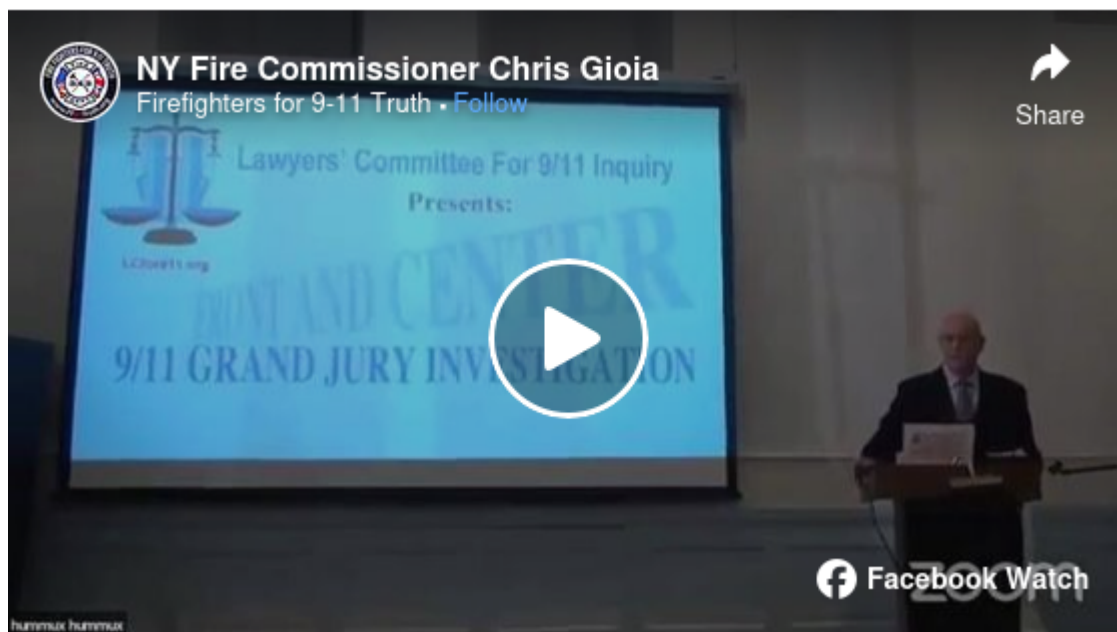 NY Fire Commissioner Chris Gioia
Firefighters for 9-11 Truth • Follow
Share
Lawyers' Committee For 9/11 Inquiry
Presents:
FRONT AND CENTER
9/11 GRAND JURY INVESTIGATION
Facebook Watch
zoom
hummux hummux